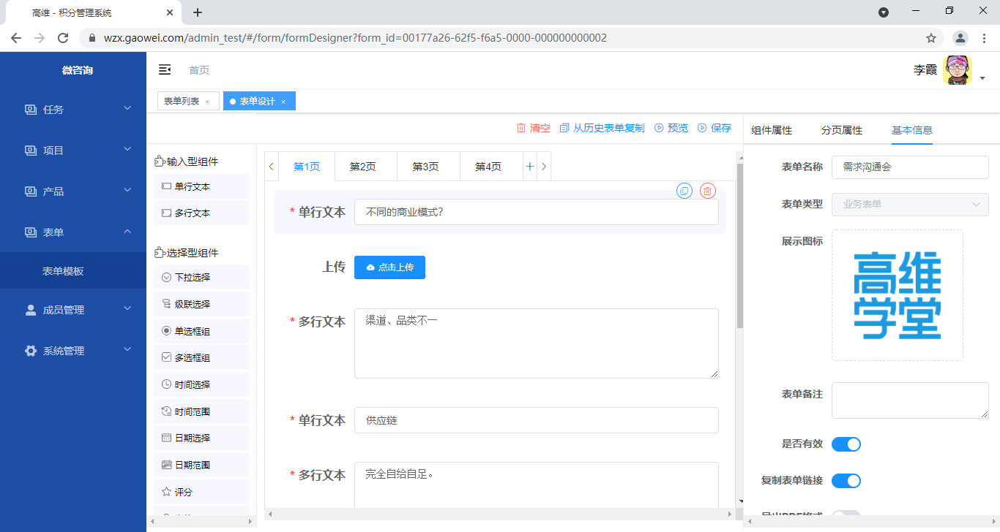 高维 - 积分管理系统
wzx.gaowei.com/admin_test/#/form/formDesigner?form_id=00177a26-62f5-f6a5-0000-000000000002
微咨询
首页
李霞
任务
项目
产品
表单
表单模板
成员管理
系统管理
表单列表 ×
表单设计 ×
清空
从历史表单复制
预览
保存
输入型组件
单行文本
多行文本
选择型组件
下拉选择
级联选择
单选框组
多选框组
时间选择
时间范围
日期选择
日期范围
评分
第1页
第2页
第3页
第4页
* 单行文本
不同的商业模式?
上传
点击上传
* 多行文本
渠道、品类不一
* 单行文本
供应链
* 多行文本
完全自给自足。
组件属性
分页属性
基本信息
表单名称
需求沟通会
表单类型
业务表单
展示图标
高维
学堂
表单备注
是否有效
复制表单链接